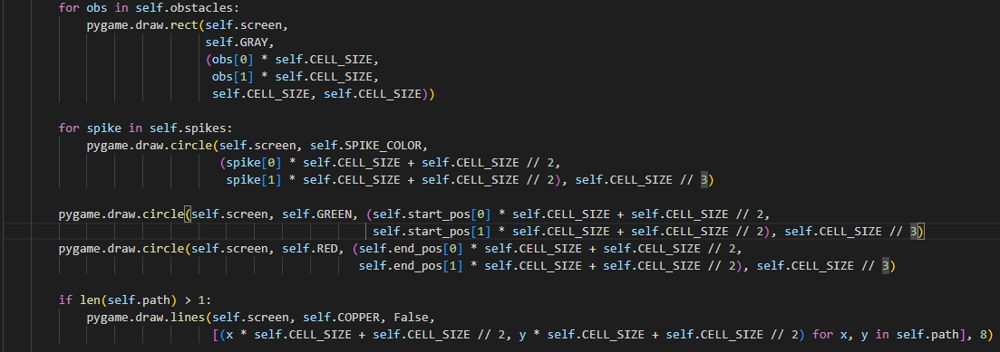 for obs in self.obstacles:
pygame.draw.rect(self.screen,
self.GRAY,
(obs[0] * self.CELL_SIZE,
obs[1] * self.CELL_SIZE,
self.CELL_SIZE, self.CELL_SIZE))
for spike in self.spikes:
pygame.draw.circle(self.screen, self.SPIKE_COLOR,
(spike[0] * self.CELL_SIZE + self.CELL_SIZE // 2,
spike[1] * self.CELL_SIZE + self.CELL_SIZE // 2), self.CELL_SIZE // 3)
pygame.draw.circle(self.screen, self.GREEN, (self.start_pos[0] * self.CELL_SIZE + self.CELL_SIZE // 2,
self.start_pos[1] * self.CELL_SIZE + self.CELL_SIZE // 2), self.CELL_SIZE // 3)
pygame.draw.circle(self.screen, self.RED, (self.end_pos[0] * self.CELL_SIZE + self.CELL_SIZE // 2,
self.end_pos[1] * self.CELL_SIZE + self.CELL_SIZE // 2), self.CELL_SIZE // 3)
if len(self.path) > 1:
pygame.draw.lines(self.screen, self.COPPER, False,
[(x * self.CELL_SIZE + self.CELL_SIZE // 2, y * self.CELL_SIZE + self.CELL_SIZE // 2) for x, y in self.path], 8)